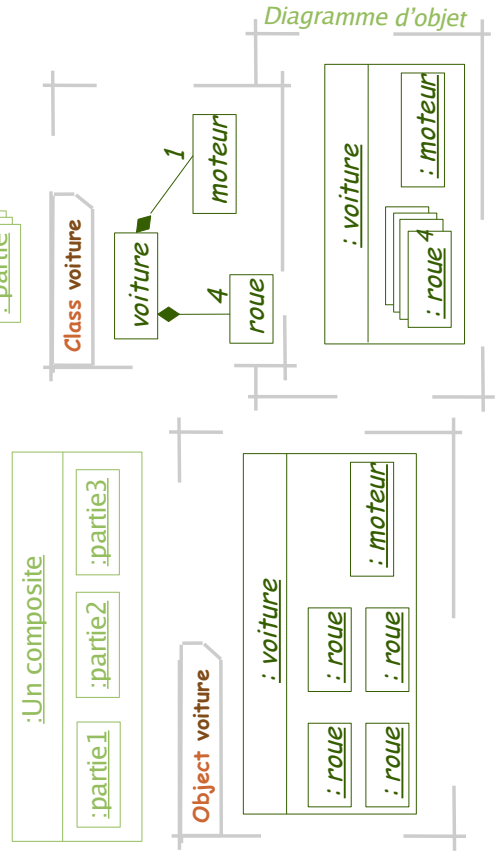 Diagramme d'objet
: partie
:Un composite
:partie1
:partie2
:partie3
Class voiture
voiture
4
1
roue
moteur
Object voiture
: voiture
: roue
: roue
: roue
: roue
: moteur
: voiture
: roue 4
: moteur